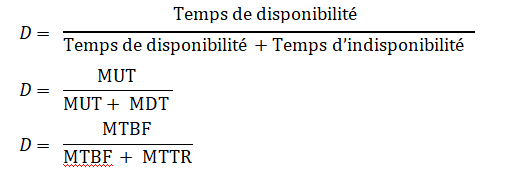 D = Temps de disponibilité / Temps de disponibilité + Temps d'indisponibilité
D = MUT / MUT + MDT
D = MTBF / MTBF + MTTR